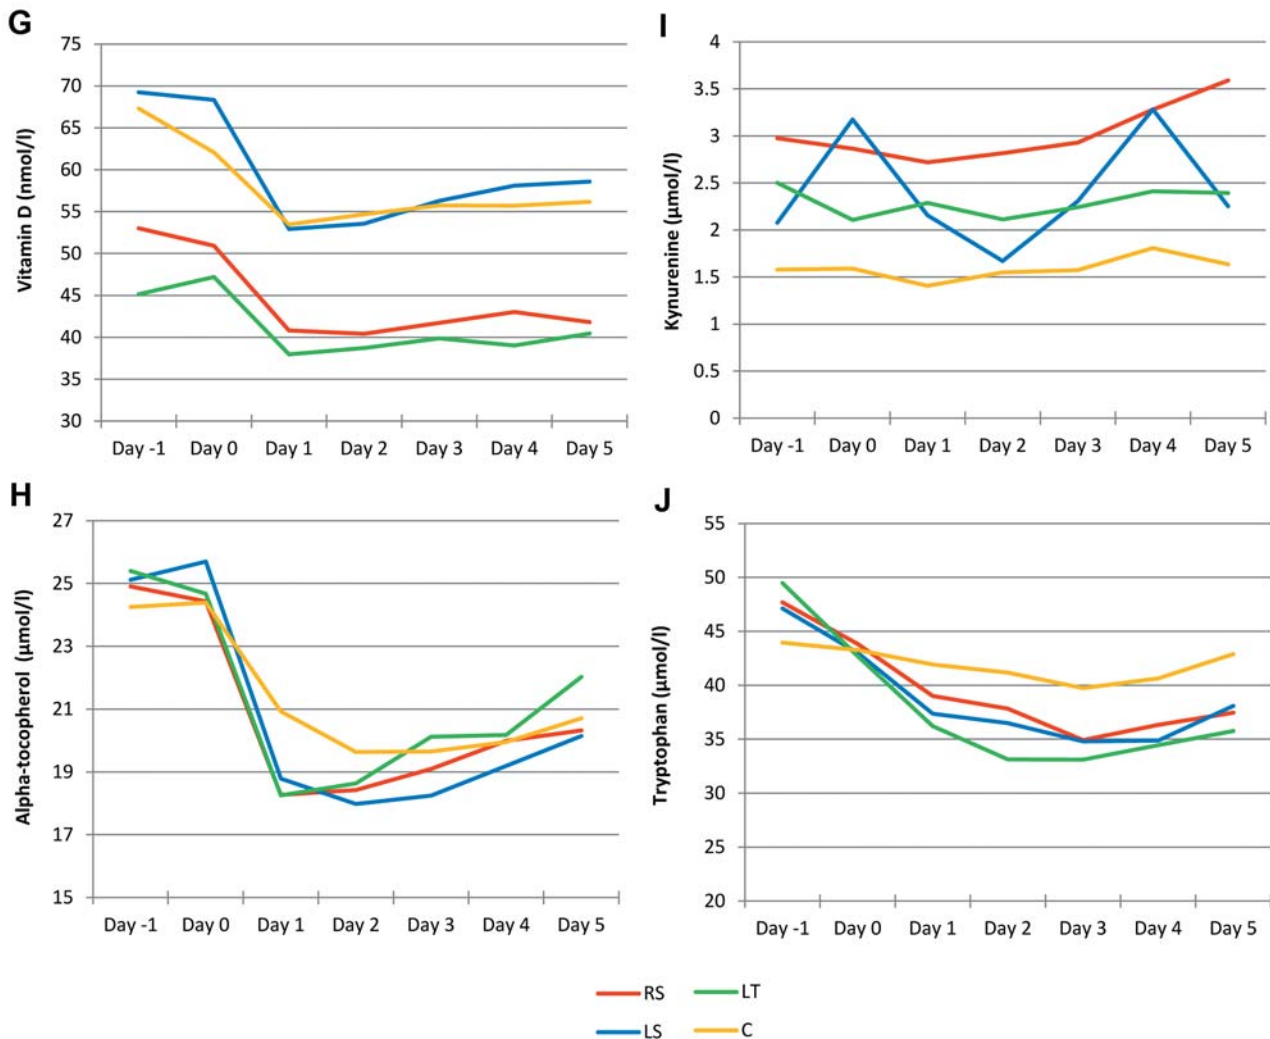 G
Vitamin D (nmol/l)
75
70
65
60
55
50
45
40
35
30
Day -1 Day 0 Day 1 Day 2 Day 3 Day 4 Day 5
I
Kynurenine (µmol/l)
4
3.5
3
2.5
2
1.5
1
0.5
0
Day -1 Day 0 Day 1 Day 2 Day 3 Day 4 Day 5
H
Alpha-tocopherol (µmol/l)
27
25
23
21
19
17
15
Day -1 Day 0 Day 1 Day 2 Day 3 Day 4 Day 5
J
Tryptophan (µmol/l)
55
50
45
40
35
30
25
20
Day -1 Day 0 Day 1 Day 2 Day 3 Day 4 Day 5
RS LT
LS C